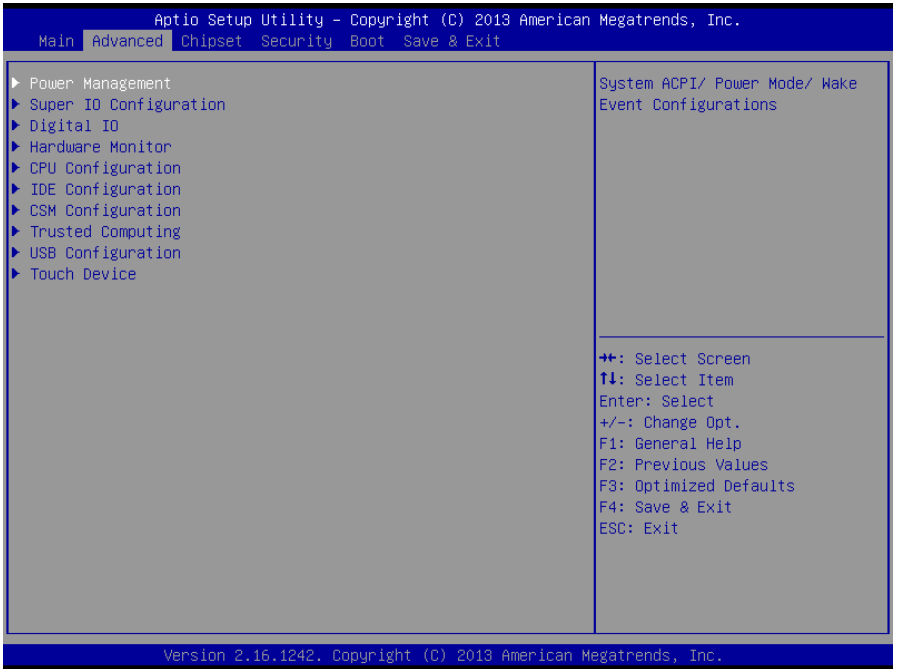 Aptio Setup Utility – Copyright (C) 2013 American Megatrends, Inc.
Main Advanced Chipset Security Boot Save & Exit
Power Management
Super IO Configuration
Digital IO
Hardware Monitor
CPU Configuration
IDE Configuration
CSM Configuration
Trusted Computing
USB Configuration
Touch Device
System ACPI/ Power Mode/ Wake
Event Configurations
→←: Select Screen
↑↓: Select Item
Enter: Select
+/-: Change Opt.
F1: General Help
F2: Previous Values
F3: Optimized Defaults
F4: Save & Exit
ESC: Exit
Version 2.16.1242. Copyright (C) 2013 American Megatrends, Inc.